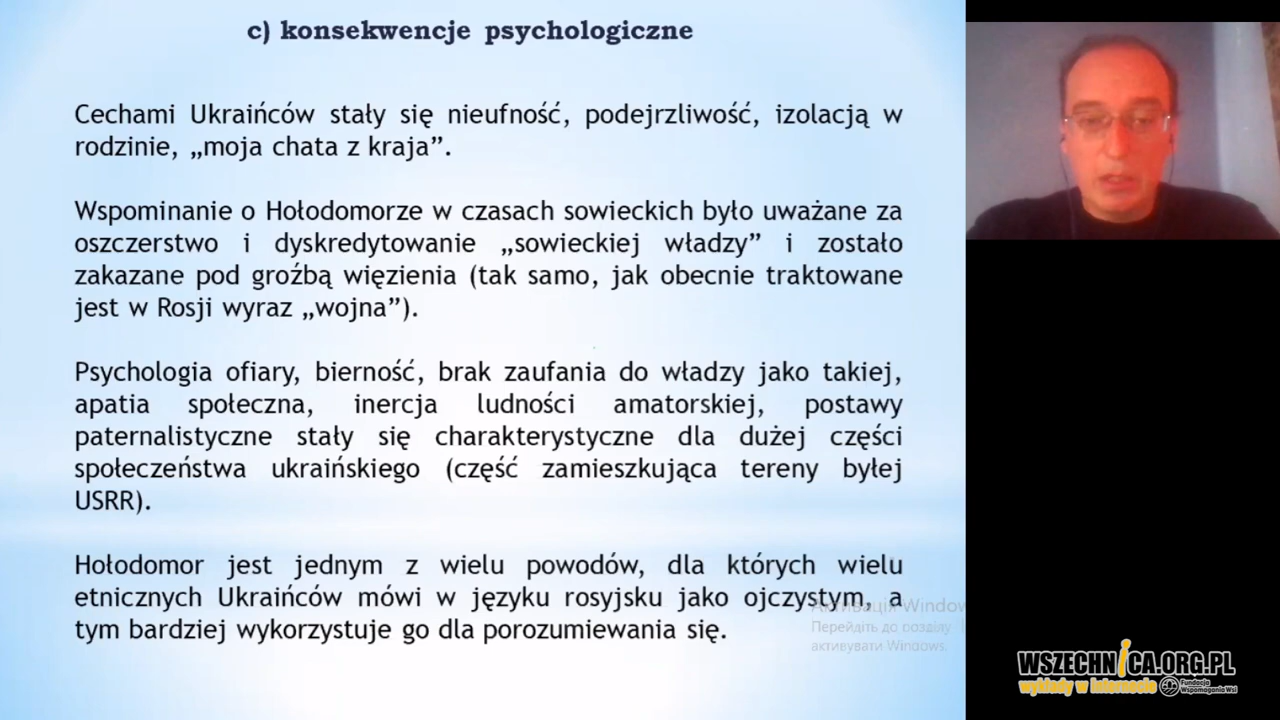 c) konsekwencje psychologiczne
Cechami Ukraińców stały się nieufność, podejrzliwość, izolacją w
rodzinie, „moja chata z kraja”.
Wspominanie o Hołodomorze w czasach sowieckich było uważane za
oszczerstwo i dyskredytowanie „sowieckiej władzy” i zostało
zakazane pod groźbą więzienia (tak samo, jak obecnie traktowane
jest w Rosji wyraz „wojna”).
Psychologia ofiary, bierność, brak zaufania do władzy jako takiej,
apatia społeczna, inercja ludności amatorskiej, postawy
paternalistyczne stały się charakterystyczne dla dużej części
społeczeństwa ukraińskiego (część zamieszkująca tereny byłej
USRR).
Hołodomor jest jednym z wielu powodów, dla których wielu
etnicznych Ukraińców mówi w języku rosyjsku jako ojczystym, a
tym bardziej wykorzystuje go dla porozumiewania się.
Активація Window
Перейдіть до розділу
активувати Windows.
WSZECHNICA.ORG.PL
wykłady w internecie
Fundacja
Wspomagania Wsi